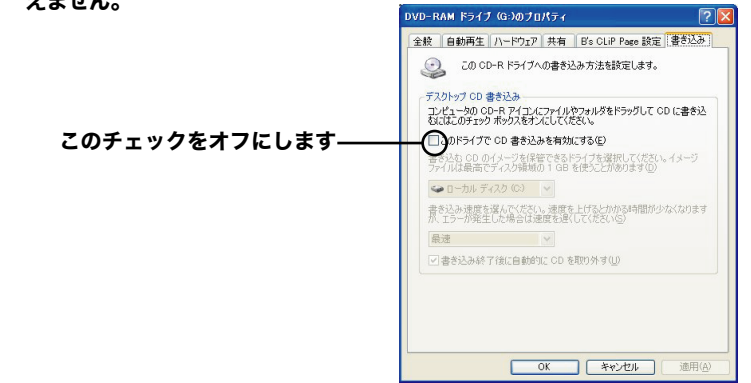 えません。
DVD-RAM ドライブ (G:)のプロパティ
全般 自動再生 ハードウェア 共有 B's CLiP Page 設定 書き込み
この CD-R ドライブへの書き込み方法を設定します。
デスクトップ CD 書き込み
コンピュータの CD-R アイコンにファイルやフォルダをドラッグして CD に書き込
むにはこのチェック ボックスをオンにしてください。
このチェックをオフにします
このドライブで CD 書き込みを有効にする(E)
書き込む CD のイメージを保管できるドライブを選択してください。イメージ
ファイルは最高でディスク領域の 1 GB を使うことがあります(D)
ローカル ディスク (C:)
書き込み速度を選んでください。速度を上げるとかかる時間が少なくなります
が、エラーが発生した場合は速度を遅くしてください(S)
最速
書き込み終了後に自動的に CD を取り外す(U)
OK キャンセル 適用(A)